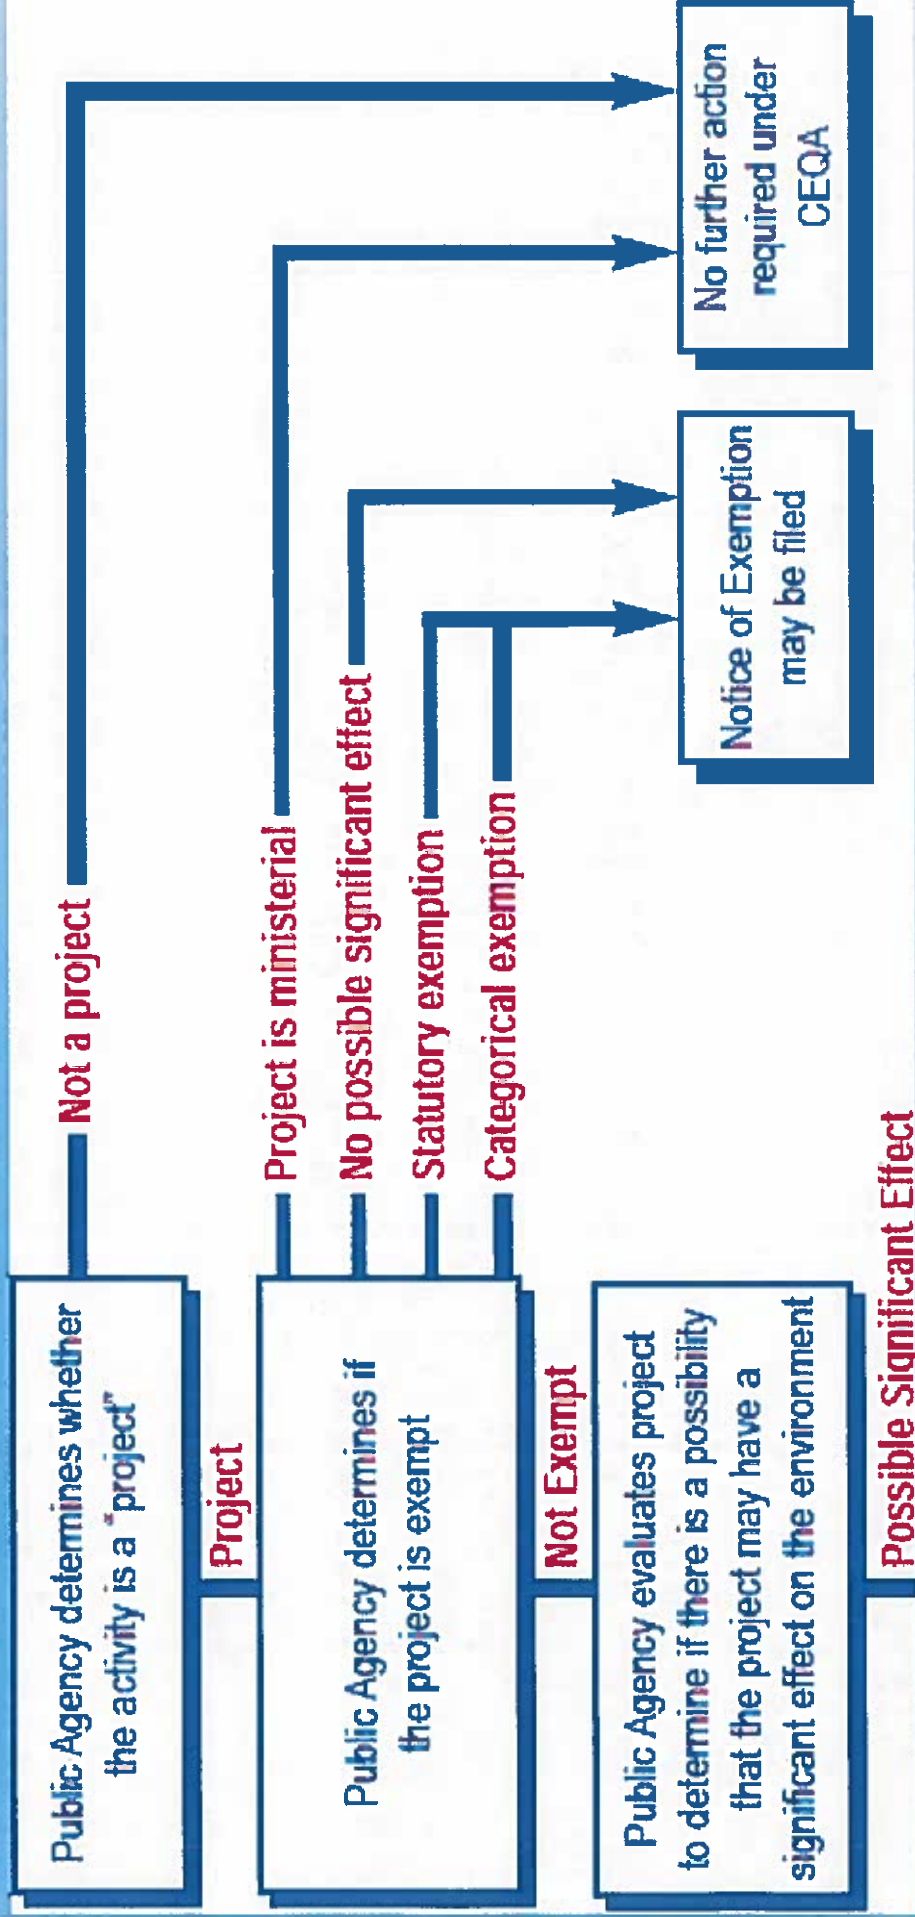 Public Agency determines whether
the activity is a “project”
Not a project
Project
Public Agency determines if
the project is exempt
Project is ministerial
No possible significant effect
Statutory exemption
Categorical exemption
No further action
required under
CEQA
Notice of Exemption
may be filed
Not Exempt
Public Agency evaluates project
to determine if there is a possibility
that the project may have a
significant effect on the environment
Possible Significant Effect